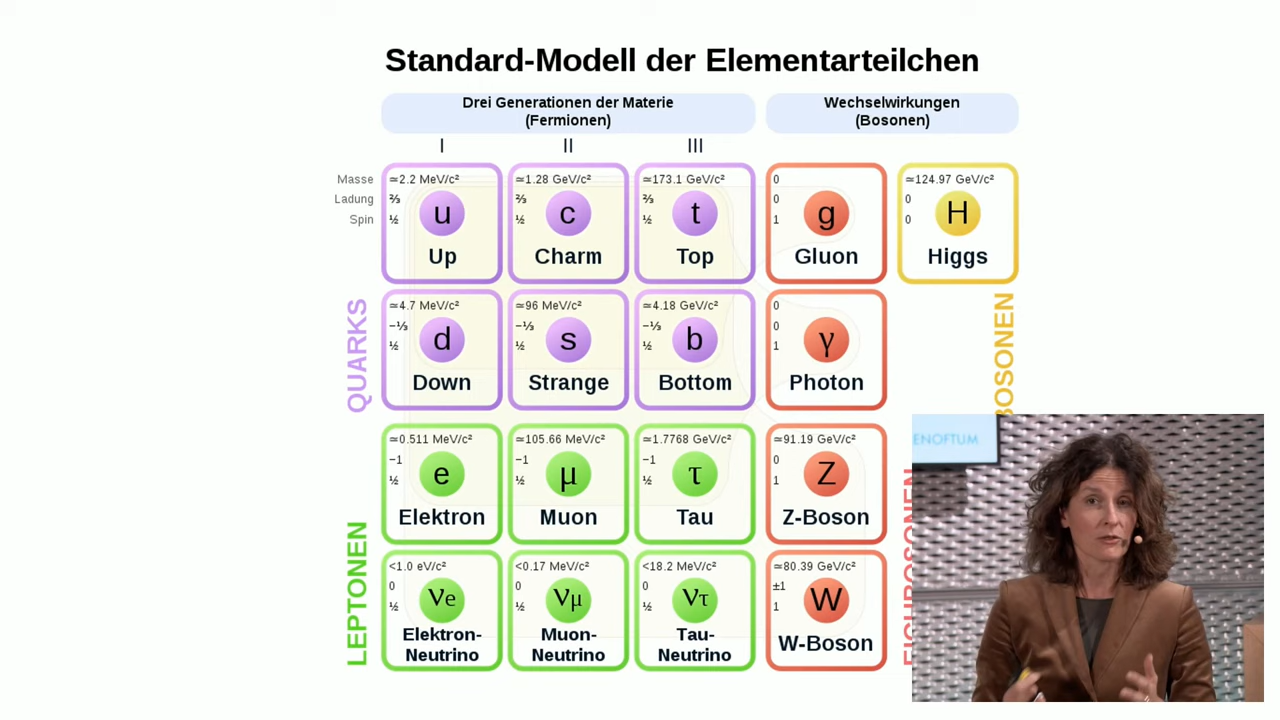 Standard-Modell der Elementarteilchen
Drei Generationen der Materie
(Fermionen)
Wechselwirkungen
(Bosonen)
I
II
III
Masse
Ladung
Spin
≃2.2 MeV/c²
⅔
½
u
Up
≃1.28 GeV/c²
⅔
½
c
Charm
≃173.1 GeV/c²
⅔
½
t
Top
0
0
1
g
Gluon
≃124.97 GeV/c²
0
0
H
Higgs
QUARKS
≃4.7 MeV/c²
−⅓
½
d
Down
≃96 MeV/c²
−⅓
½
s
Strange
≃4.18 GeV/c²
−⅓
½
b
Bottom
0
0
1
γ
Photon
BOSONEN
≃0.511 MeV/c²
−1
½
e
Elektron
≃105.66 MeV/c²
−1
½
μ
Muon
≃1.7768 GeV/c²
−1
½
τ
Tau
≃91.19 GeV/c²
0
1
Z
Z-Boson
LEPTONEN
<1.0 eV/c²
0
½
νe
Elektron-
Neutrino
<0.17 MeV/c²
0
½
νμ
Muon-
Neutrino
<18.2 MeV/c²
0
½
ντ
Tau-
Neutrino
≃80.39 GeV/c²
±1
1
W
W-Boson
EICHBOSONEN
ENOFTUM.